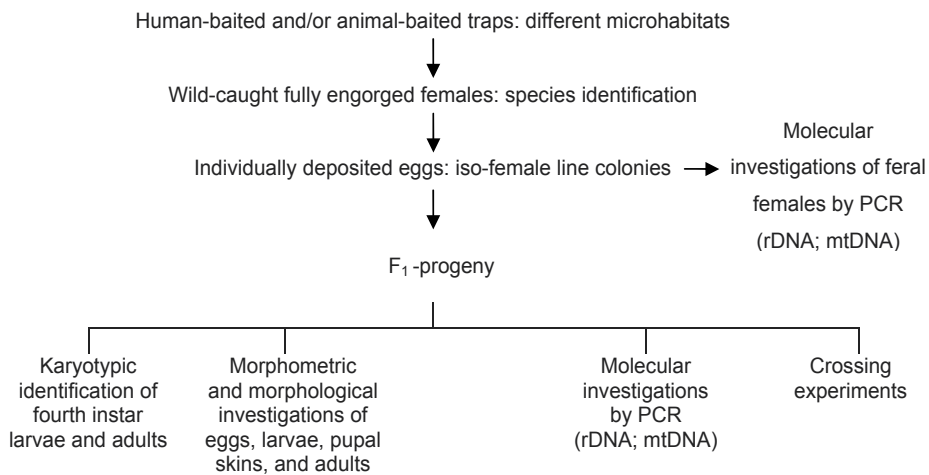 Human-baited and/or animal-baited traps: different microhabitats
Wild-caught fully engorged females: species identification
Individually deposited eggs: iso-female line colonies
Molecular
investigations of feral
females by PCR
(rDNA; mtDNA)
F₁-progeny
Karyotypic
identification of
fourth instar
larvae and adults
Morphometric
and morphological
investigations of
eggs, larvae, pupal
skins, and adults
Molecular
investigations
by PCR
(rDNA; mtDNA)
Crossing
experiments